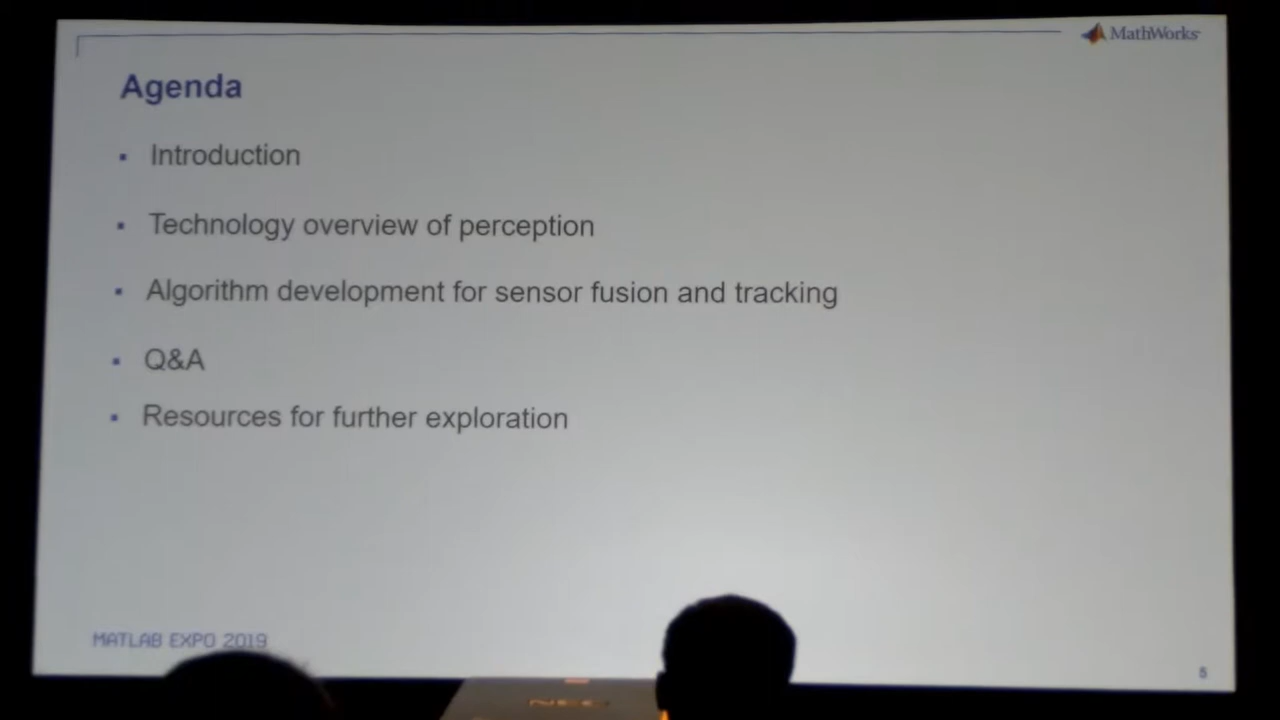 MathWorks
Agenda
Introduction
Technology overview of perception
Algorithm development for sensor fusion and tracking
Q&A
Resources for further exploration
MATLAB EXPO 2019
5
NEC